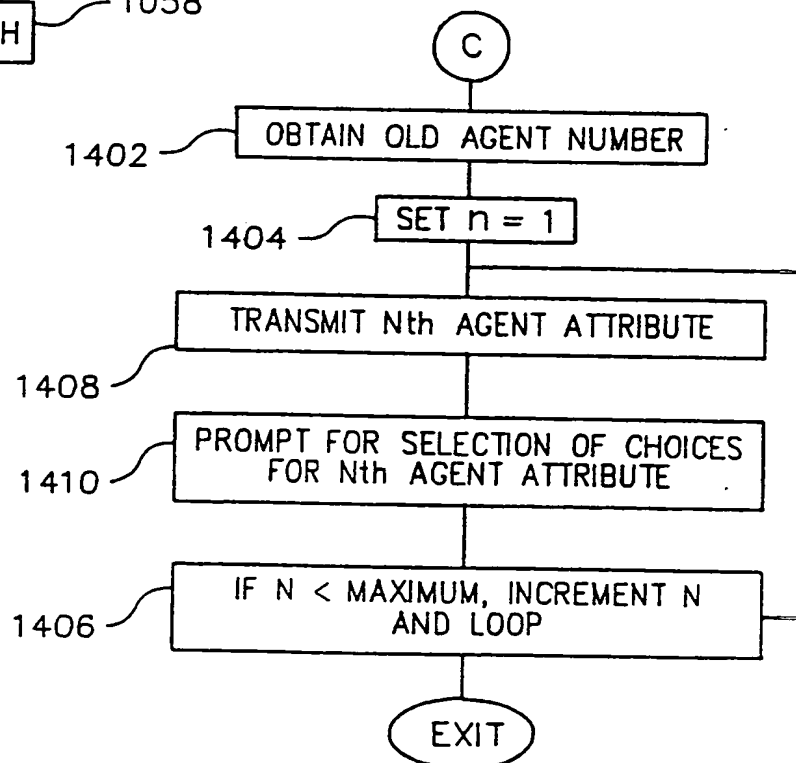 1058
H
C
1402
OBTAIN OLD AGENT NUMBER
1404
SET n = 1
TRANSMIT Nth AGENT ATTRIBUTE
1408
PROMPT FOR SELECTION OF CHOICES
FOR Nth AGENT ATTRIBUTE
1410
IF N < MAXIMUM, INCREMENT N
AND LOOP
1406
EXIT